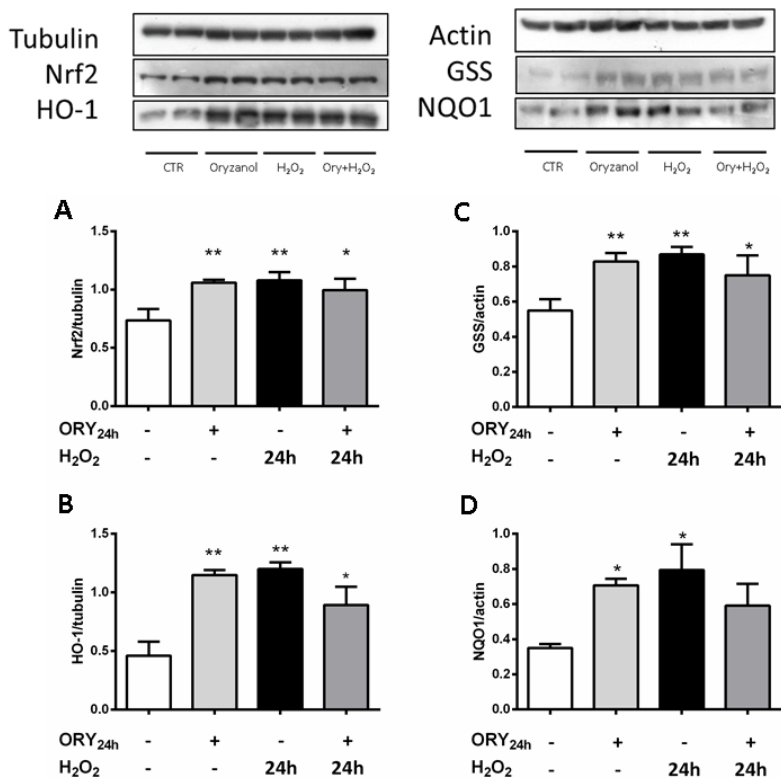 Tubulin
Nrf2
HO-1
CTR Oryzanol H₂O₂ Ory+H₂O₂
Actin
GSS
NQO1
CTR Oryzanol H₂O₂ Ory+H₂O₂
A
Nrf2/tubulin
1.5
1.0
0.5
0.0
** ** *
ORY24h - + - +
H₂O₂ - - 24h 24h
C
GSS/actin
1.0
0.8
0.6
0.4
0.2
0.0
** ** *
ORY24h - + - +
H₂O₂ - - 24h 24h
B
HO-1/tubulin
1.5
1.0
0.5
0.0
** ** *
ORY24h - + - +
H₂O₂ - - 24h 24h
D
NQO1/actin
1.0
0.8
0.6
0.4
0.2
0.0
* *
ORY24h - + - +
H₂O₂ - - 24h 24h